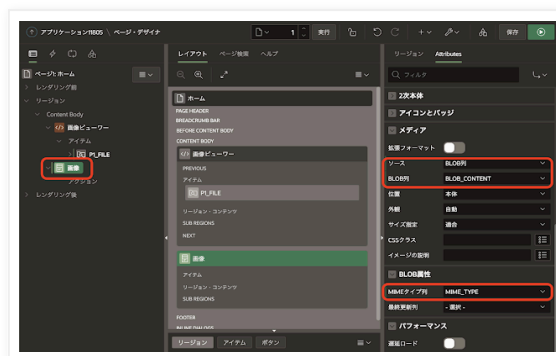 アプリケーション11805 \ ページ・デザイナ
1
実行
保存
ページ1: ホーム
レンダリング前
リージョン
Content Body
画像ビューワー
アイテム
P1_FILE
画像
アクション
レンダリング後
レイアウト
ページ検索
ヘルプ
ホーム
PAGE HEADER
BREADCRUMB BAR
BEFORE CONTENT BODY
CONTENT BODY
画像ビューワー
PREVIOUS
アイテム
P1_FILE
リージョン・コンテンツ
SUB REGIONS
NEXT
画像
アイテム
リージョン・コンテンツ
SUB REGIONS
FOOTER
INLINE DIALOGS
リージョン
アイテム
ボタン
リージョン
Attributes
フィルタ
2次本体
アイコンとバッジ
メディア
拡張フォーマット
ソース BLOB列
BLOB列 BLOB_CONTENT
位置 本体
外観 自動
サイズ指定 適合
CSSクラス
イメージの説明
BLOB属性
MIMEタイプ列 MIME_TYPE
最終更新列 - 選択 -
パフォーマンス
遅延ロード